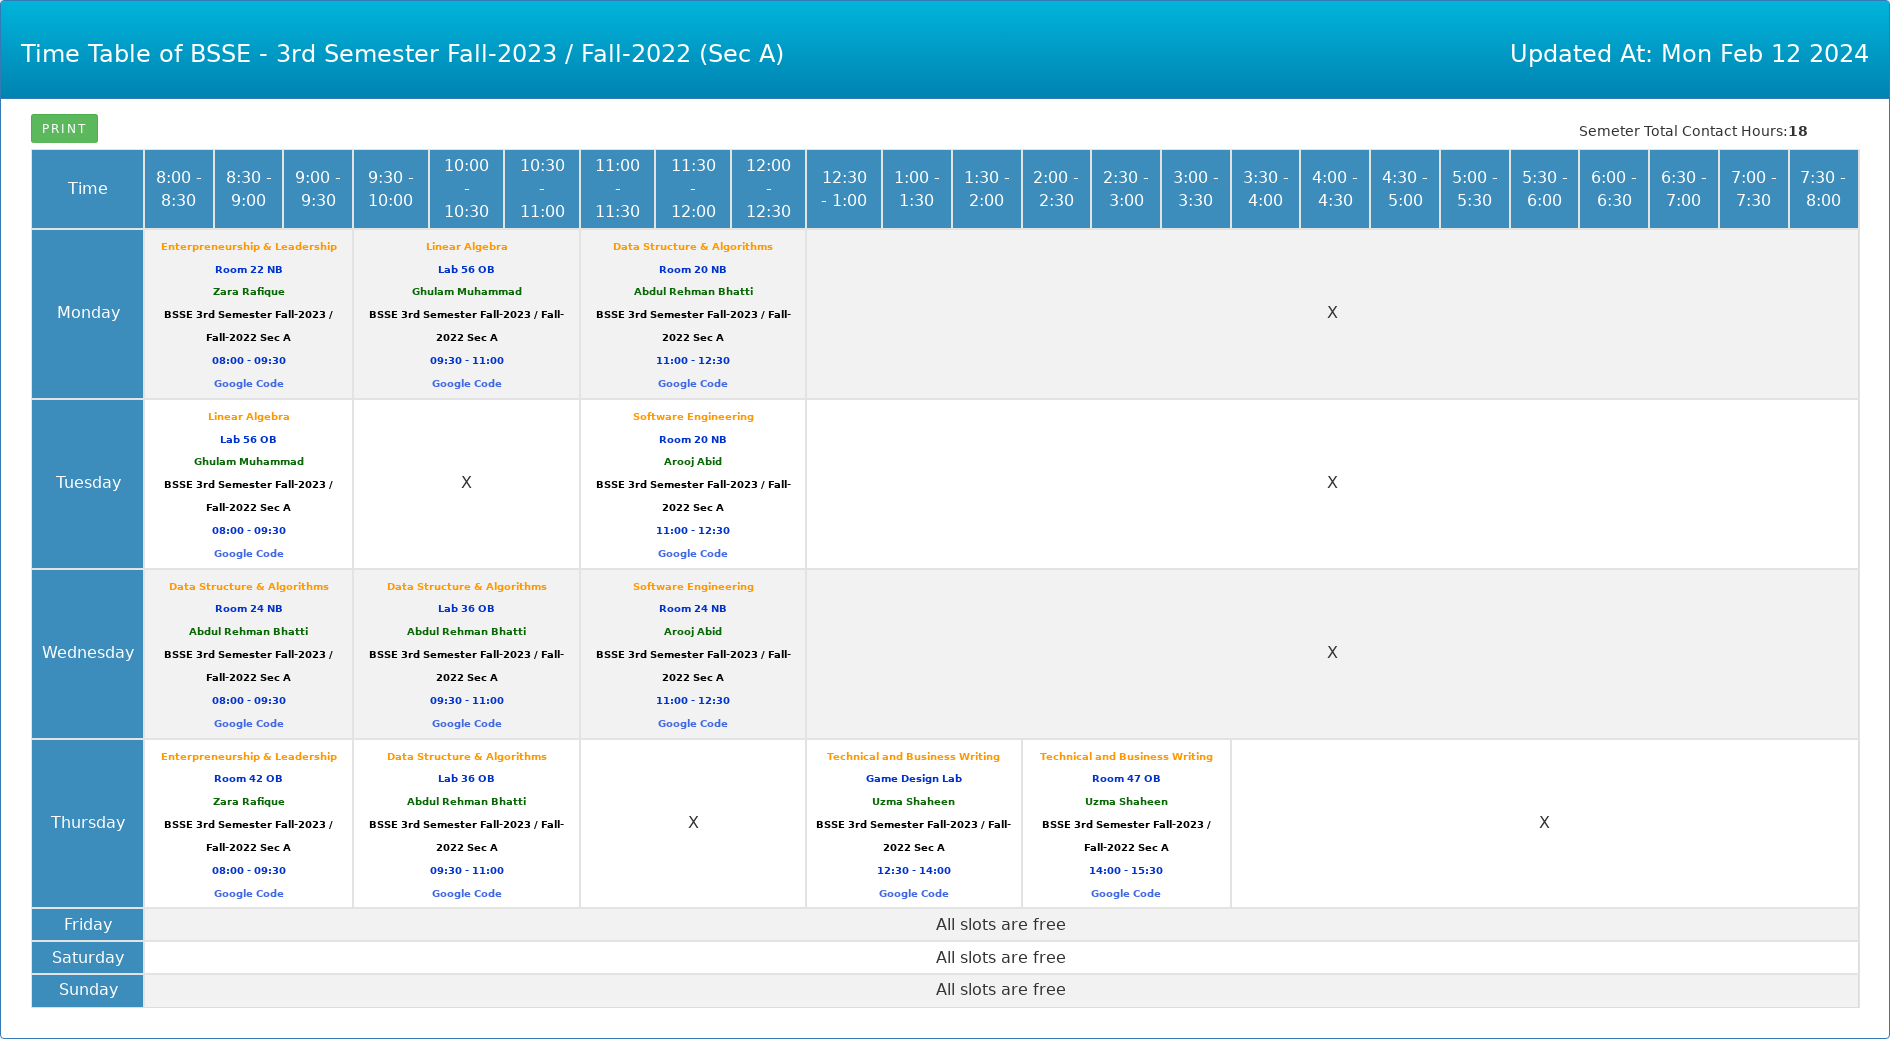 Time Table of BSSE - 3rd Semester Fall-2023 / Fall-2022 (Sec A)
Updated At: Mon Feb 12 2024
PRINT
Semeter Total Contact Hours:18
Time
8:00 -
8:30
8:30 -
9:00
9:00 -
9:30
9:30 -
10:00
10:00
-
10:30
10:30
-
11:00
11:00
-
11:30
11:30
-
12:00
12:00
-
12:30
12:30
- 1:00
1:00 -
1:30
1:30 -
2:00
2:00 -
2:30
2:30 -
3:00
3:00 -
3:30
3:30 -
4:00
4:00 -
4:30
4:30 -
5:00
5:00 -
5:30
5:30 -
6:00
6:00 -
6:30
6:30 -
7:00
7:00 -
7:30
7:30 -
8:00
Monday
Enterpreneurship & Leadership
Room 22 NB
Zara Rafique
BSSE 3rd Semester Fall-2023 /
Fall-2022 Sec A
08:00 - 09:30
Google Code
Linear Algebra
Lab 56 OB
Ghulam Muhammad
BSSE 3rd Semester Fall-2023 / Fall-
2022 Sec A
09:30 - 11:00
Google Code
Data Structure & Algorithms
Room 20 NB
Abdul Rehman Bhatti
BSSE 3rd Semester Fall-2023 / Fall-
2022 Sec A
11:00 - 12:30
Google Code
X
Tuesday
Linear Algebra
Lab 56 OB
Ghulam Muhammad
BSSE 3rd Semester Fall-2023 /
Fall-2022 Sec A
08:00 - 09:30
Google Code
X
Software Engineering
Room 20 NB
Arooj Abid
BSSE 3rd Semester Fall-2023 / Fall-
2022 Sec A
11:00 - 12:30
Google Code
X
Wednesday
Data Structure & Algorithms
Room 24 NB
Abdul Rehman Bhatti
BSSE 3rd Semester Fall-2023 /
Fall-2022 Sec A
08:00 - 09:30
Google Code
Data Structure & Algorithms
Lab 36 OB
Abdul Rehman Bhatti
BSSE 3rd Semester Fall-2023 / Fall-
2022 Sec A
09:30 - 11:00
Google Code
Software Engineering
Room 24 NB
Arooj Abid
BSSE 3rd Semester Fall-2023 / Fall-
2022 Sec A
11:00 - 12:30
Google Code
X
Thursday
Enterpreneurship & Leadership
Room 42 OB
Zara Rafique
BSSE 3rd Semester Fall-2023 /
Fall-2022 Sec A
08:00 - 09:30
Google Code
Data Structure & Algorithms
Lab 36 OB
Abdul Rehman Bhatti
BSSE 3rd Semester Fall-2023 / Fall-
2022 Sec A
09:30 - 11:00
Google Code
X
Technical and Business Writing
Game Design Lab
Uzma Shaheen
BSSE 3rd Semester Fall-2023 / Fall-
2022 Sec A
12:30 - 14:00
Google Code
Technical and Business Writing
Room 47 OB
Uzma Shaheen
BSSE 3rd Semester Fall-2023 /
Fall-2022 Sec A
14:00 - 15:30
Google Code
X
Friday
All slots are free
Saturday
All slots are free
Sunday
All slots are free